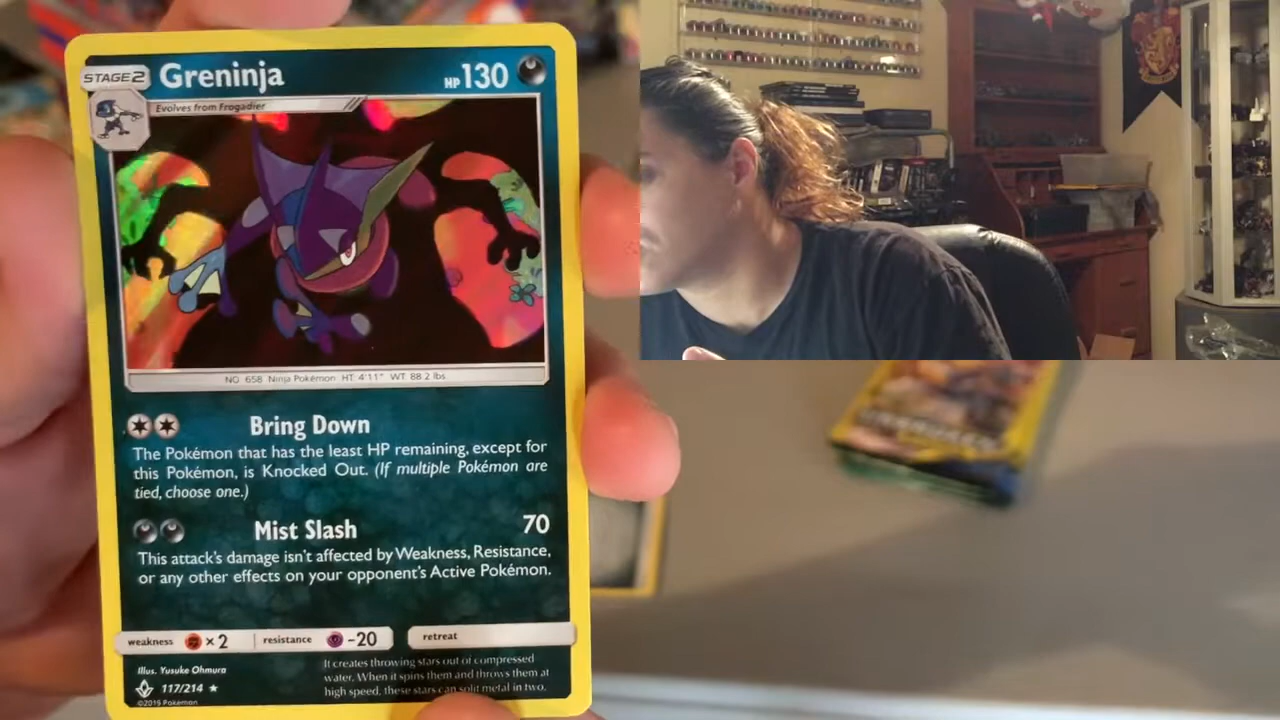 STAGE2
Greninja
HP130
Evolves from Frogadier
NO. 658 Ninja Pokémon HT: 4'11" WT: 88.2 lbs
Bring Down
The Pokémon that has the least HP remaining, except for
this Pokémon, is Knocked Out. (If multiple Pokémon are
tied, choose one.)
Mist Slash 70
This attack's damage isn't affected by Weakness, Resistance,
or any other effects on your opponent's Active Pokémon.
weakness ×2 resistance -20 retreat
Illus. Yusuke Ohmura
117/214
©2019 Pokémon
It creates throwing stars out of compressed
water. When it spins them and throws them at
high speed, these stars can split metal in two.